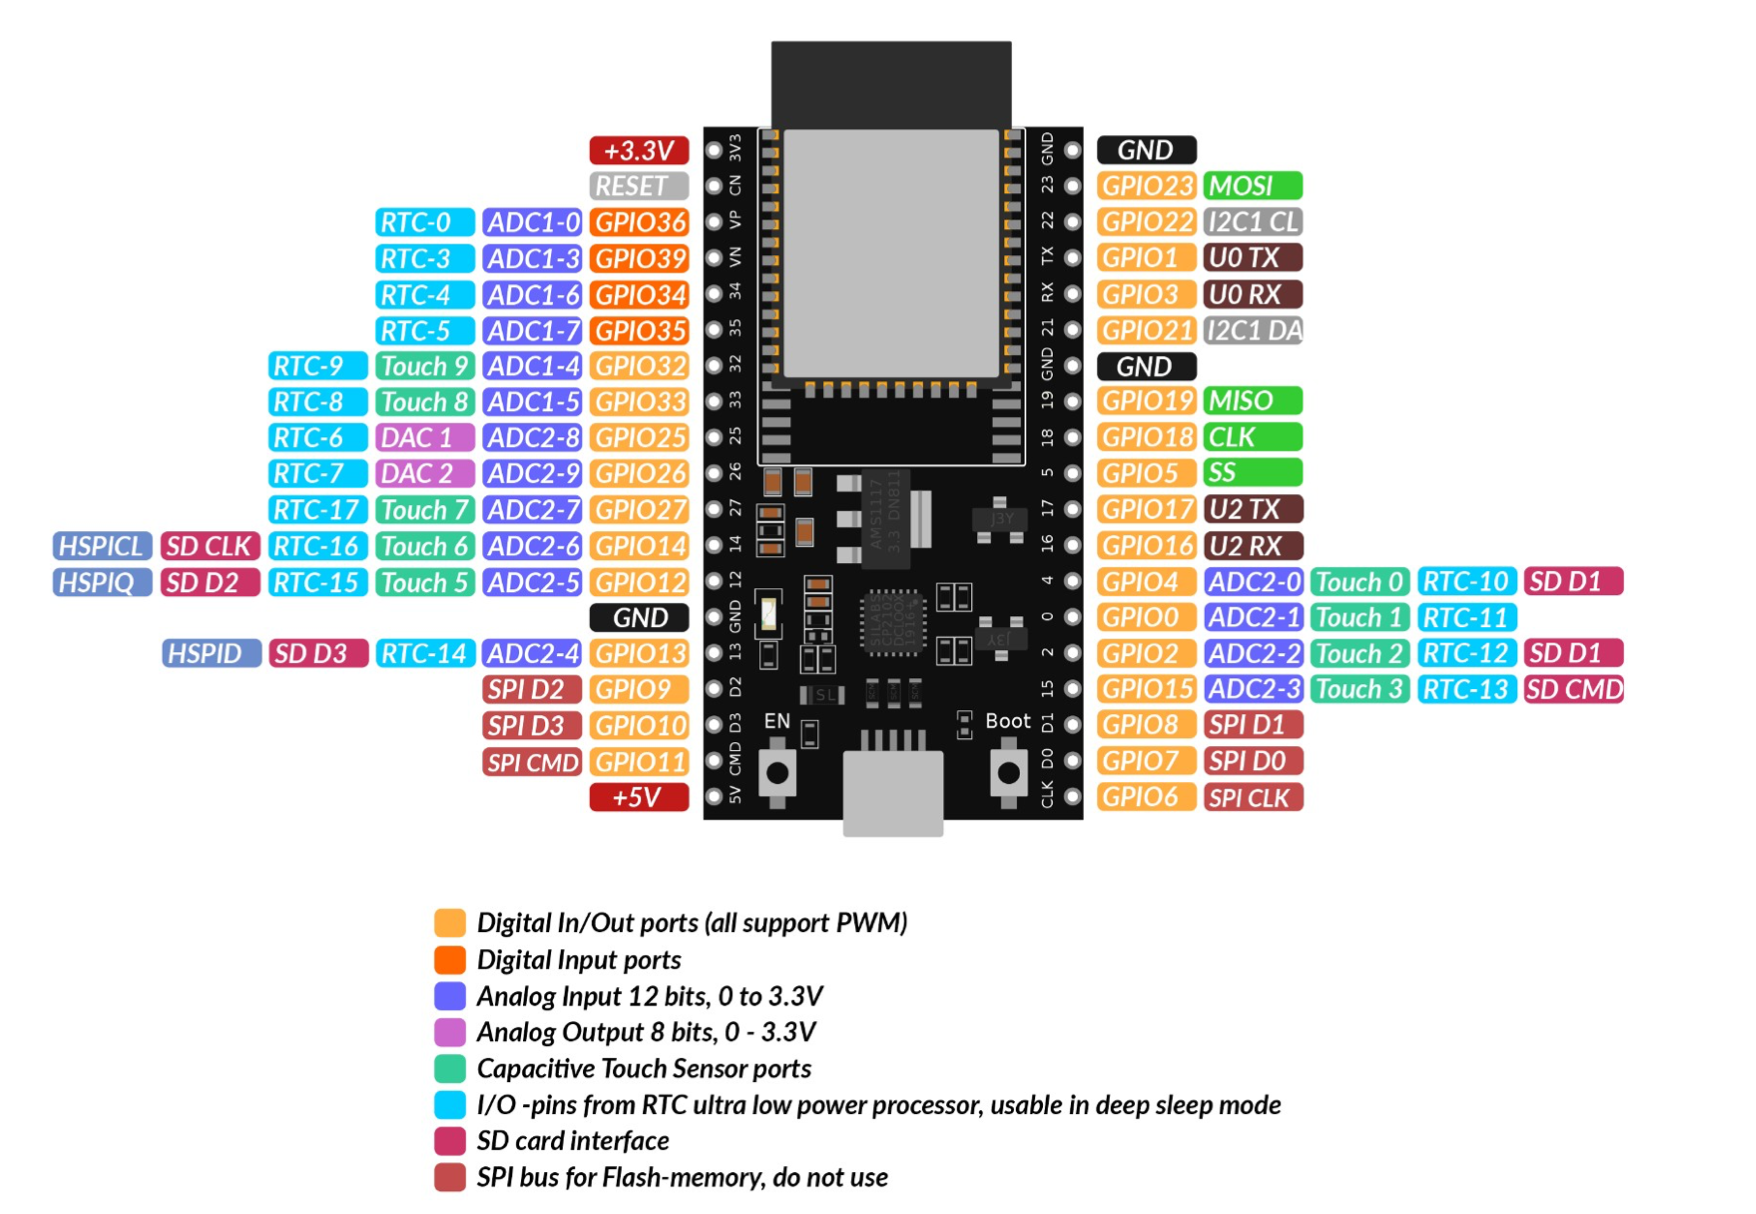 +3.3V 3V3 GND GND
RESET CN 23 GPIO23 MOSI
RTC-0 ADC1-0 GPIO36 VP 22 GPIO22 I2C1 CL
RTC-3 ADC1-3 GPIO39 VN TX GPIO1 U0 TX
RTC-4 ADC1-6 GPIO34 34 RX GPIO3 U0 RX
RTC-5 ADC1-7 GPIO35 35 21 GPIO21 I2C1 DA
RTC-9 Touch 9 ADC1-4 GPIO32 32 GND GND
RTC-8 Touch 8 ADC1-5 GPIO33 33 19 GPIO19 MISO
RTC-6 DAC 1 ADC2-8 GPIO25 25 18 GPIO18 CLK
RTC-7 DAC 2 ADC2-9 GPIO26 26 5 GPIO5 SS
RTC-17 Touch 7 ADC2-7 GPIO27 27 AMS1117 3.3 DN811 J3Y 17 GPIO17 U2 TX
HSPICL SD CLK RTC-16 Touch 6 ADC2-6 GPIO14 14 16 GPIO16 U2 RX
HSPIQ SD D2 RTC-15 Touch 5 ADC2-5 GPIO12 12 4 GPIO4 ADC2-0 Touch 0 RTC-10 SD D1
GND GND SILABS CP2102 DCL00X 1916+ 0 GPIO0 ADC2-1 Touch 1 RTC-11
HSPID SD D3 RTC-14 ADC2-4 GPIO13 13 J3Y 2 GPIO2 ADC2-2 Touch 2 RTC-12 SD D1
SPI D2 GPIO9 D2 SL SCM SCM SCM 15 GPIO15 ADC2-3 Touch 3 RTC-13 SD CMD
SPI D3 GPIO10 D3 EN Boot D1 GPIO8 SPI D1
SPI CMD GPIO11 CMD D0 GPIO7 SPI D0
+5V 5V CLK GPIO6 SPI CLK
Digital In/Out ports (all support PWM)
Digital Input ports
Analog Input 12 bits, 0 to 3.3V
Analog Output 8 bits, 0 - 3.3V
Capacitive Touch Sensor ports
I/O -pins from RTC ultra low power processor, usable in deep sleep mode
SD card interface
SPI bus for Flash-memory, do not use